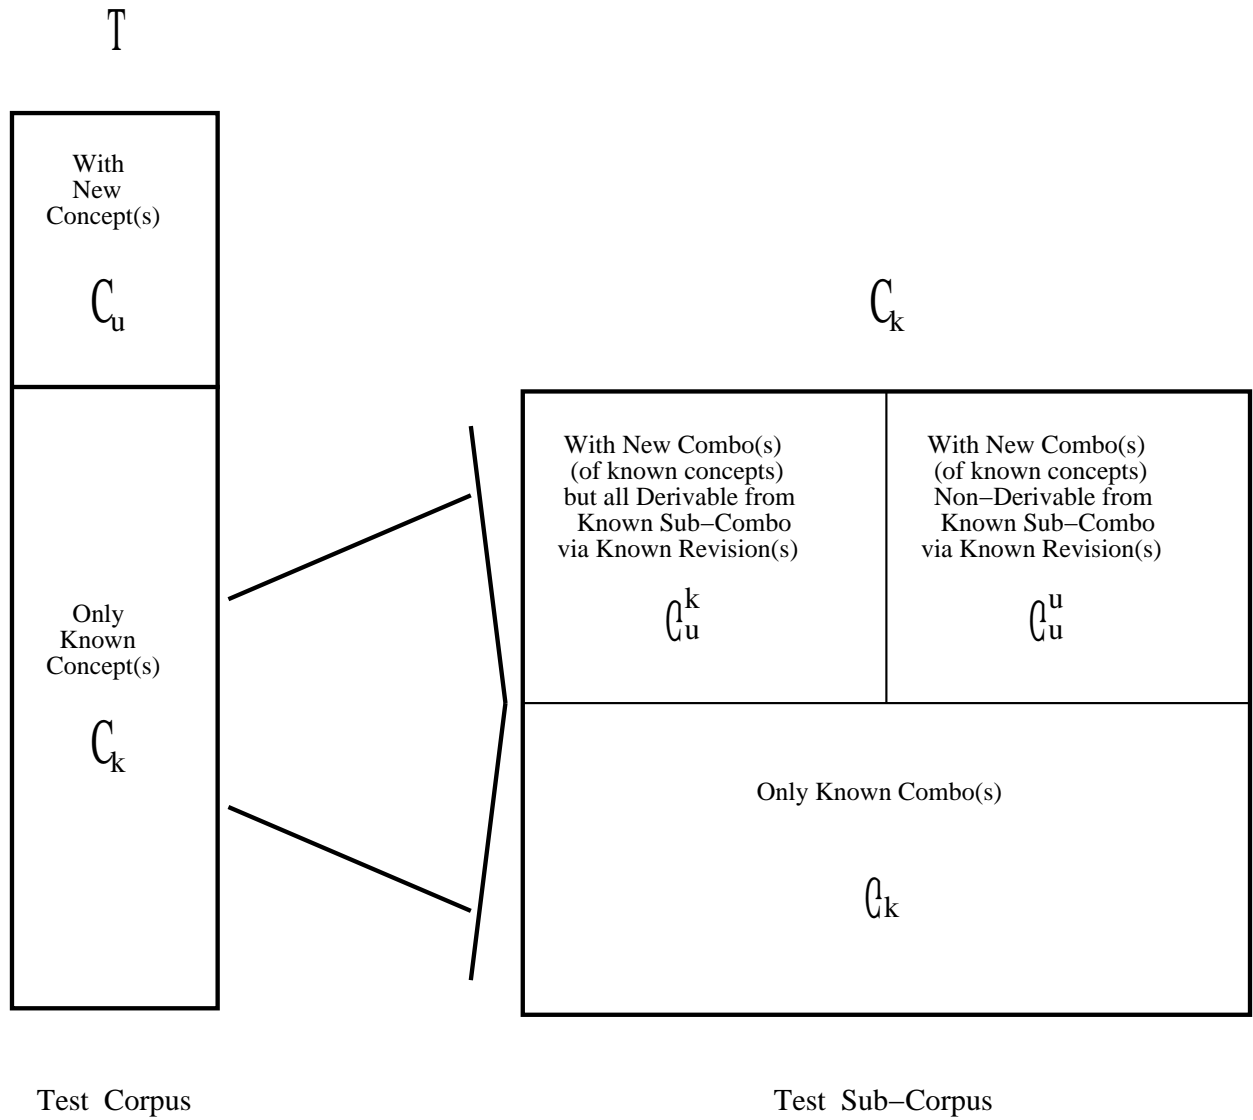 T
With
New
Concept(s)
C_u
Only
Known
Concept(s)
C_k
C_k
With New Combo(s)
(of known concepts)
but all Derivable from
Known Sub−Combo
via Known Revision(s)
C_u^k
With New Combo(s)
(of known concepts)
Non−Derivable from
Known Sub−Combo
via Known Revision(s)
C_u^u
Only Known Combo(s)
C_k
Test Corpus
Test Sub−Corpus